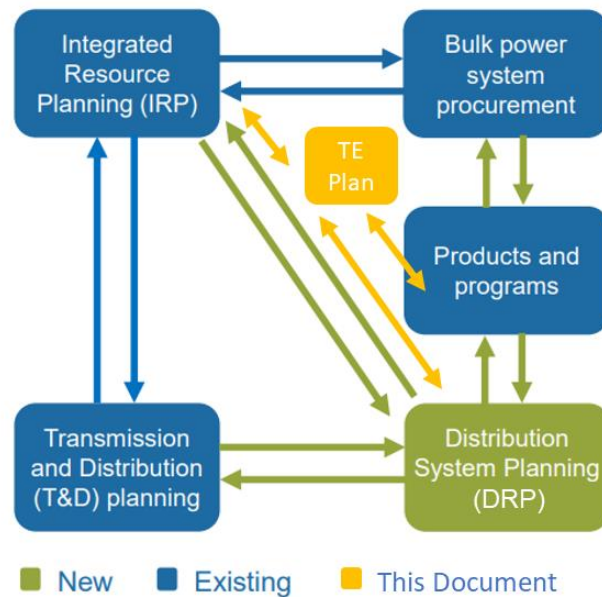 Integrated
Resource
Planning (IRP)
Bulk power
system
procurement
TE
Plan
Products and
programs
Transmission
and Distribution
(T&D) planning
Distribution
System Planning
(DRP)
New
Existing
This Document